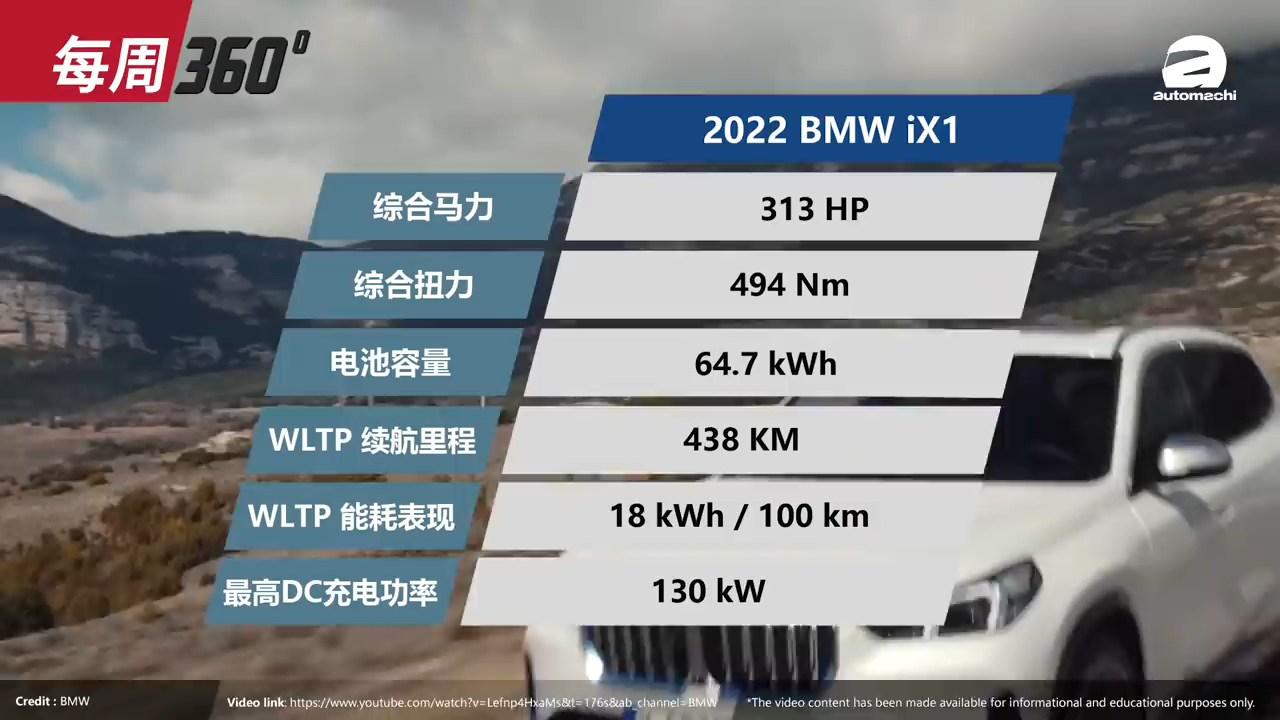 每周360°
automachi
2022 BMW iX1
综合马力 313 HP
综合扭力 494 Nm
电池容量 64.7 kWh
WLTP 续航里程 438 KM
WLTP 能耗表现 18 kWh / 100 km
最高DC充电功率 130 kW
Credit : BMW
Video link: https://www.youtube.com/watch?v=Lefnp4HxaMs&t=176s&ab_channel=BMW
*The video content has been made available for informational and educational purposes only.